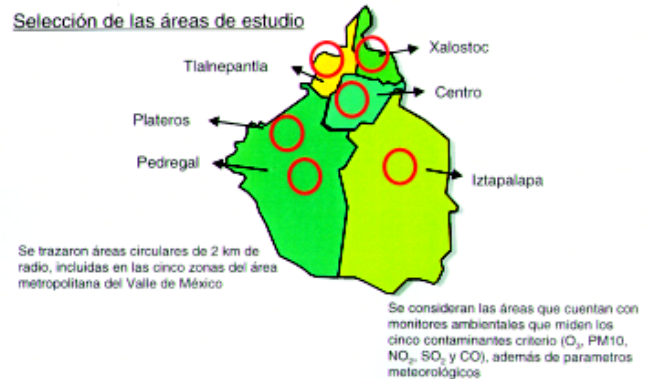 Selección de las áreas de estudio
Xalostoc
Tlalnepantla
Centro
Plateros
Pedregal
Iztapalapa
Se trazaron áreas circulares de 2 km de
radio, incluidas en las cinco zonas del área
metropolitana del Valle de México
Se consideran las áreas que cuentan con
monitores ambientales que miden los
cinco contaminantes criterio (O₃, PM10,
NO₂, SO₂ y CO), además de parametros
meteorológicos